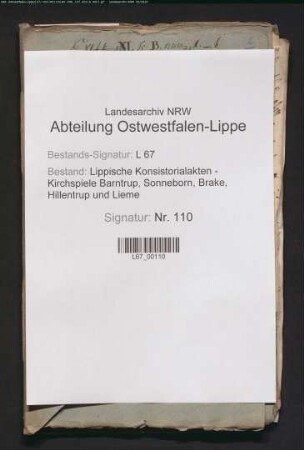 Landesarchiv NRW
Abteilung Ostwestfalen-Lippe
Bestands-Signatur: L 67
Bestand: Lippische Konsistorialakten -
Kirchspiele Barntrup, Sonneborn, Brake,
Hillentrup und Lieme
Signatur: Nr. 110
L67_00110